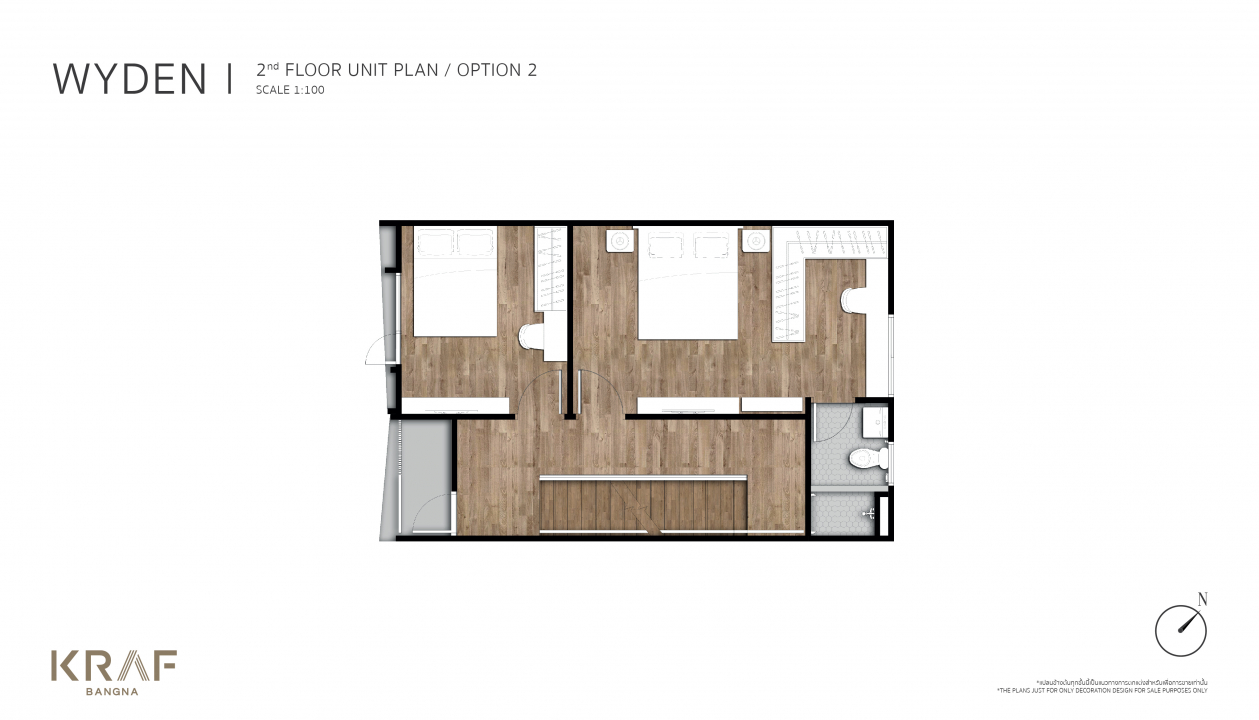 WYDEN |
2nd FLOOR UNIT PLAN / OPTION 2
SCALE 1:100
N
KRAF
BANGNA
*แปลนข้างต้นทุกชั้นนี้เป็นแนวทางการตกแต่งสำหรับเพื่อการขายเท่านั้น
*THE PLANS JUST FOR ONLY DECORATION DESIGN FOR SALE PURPOSES ONLY